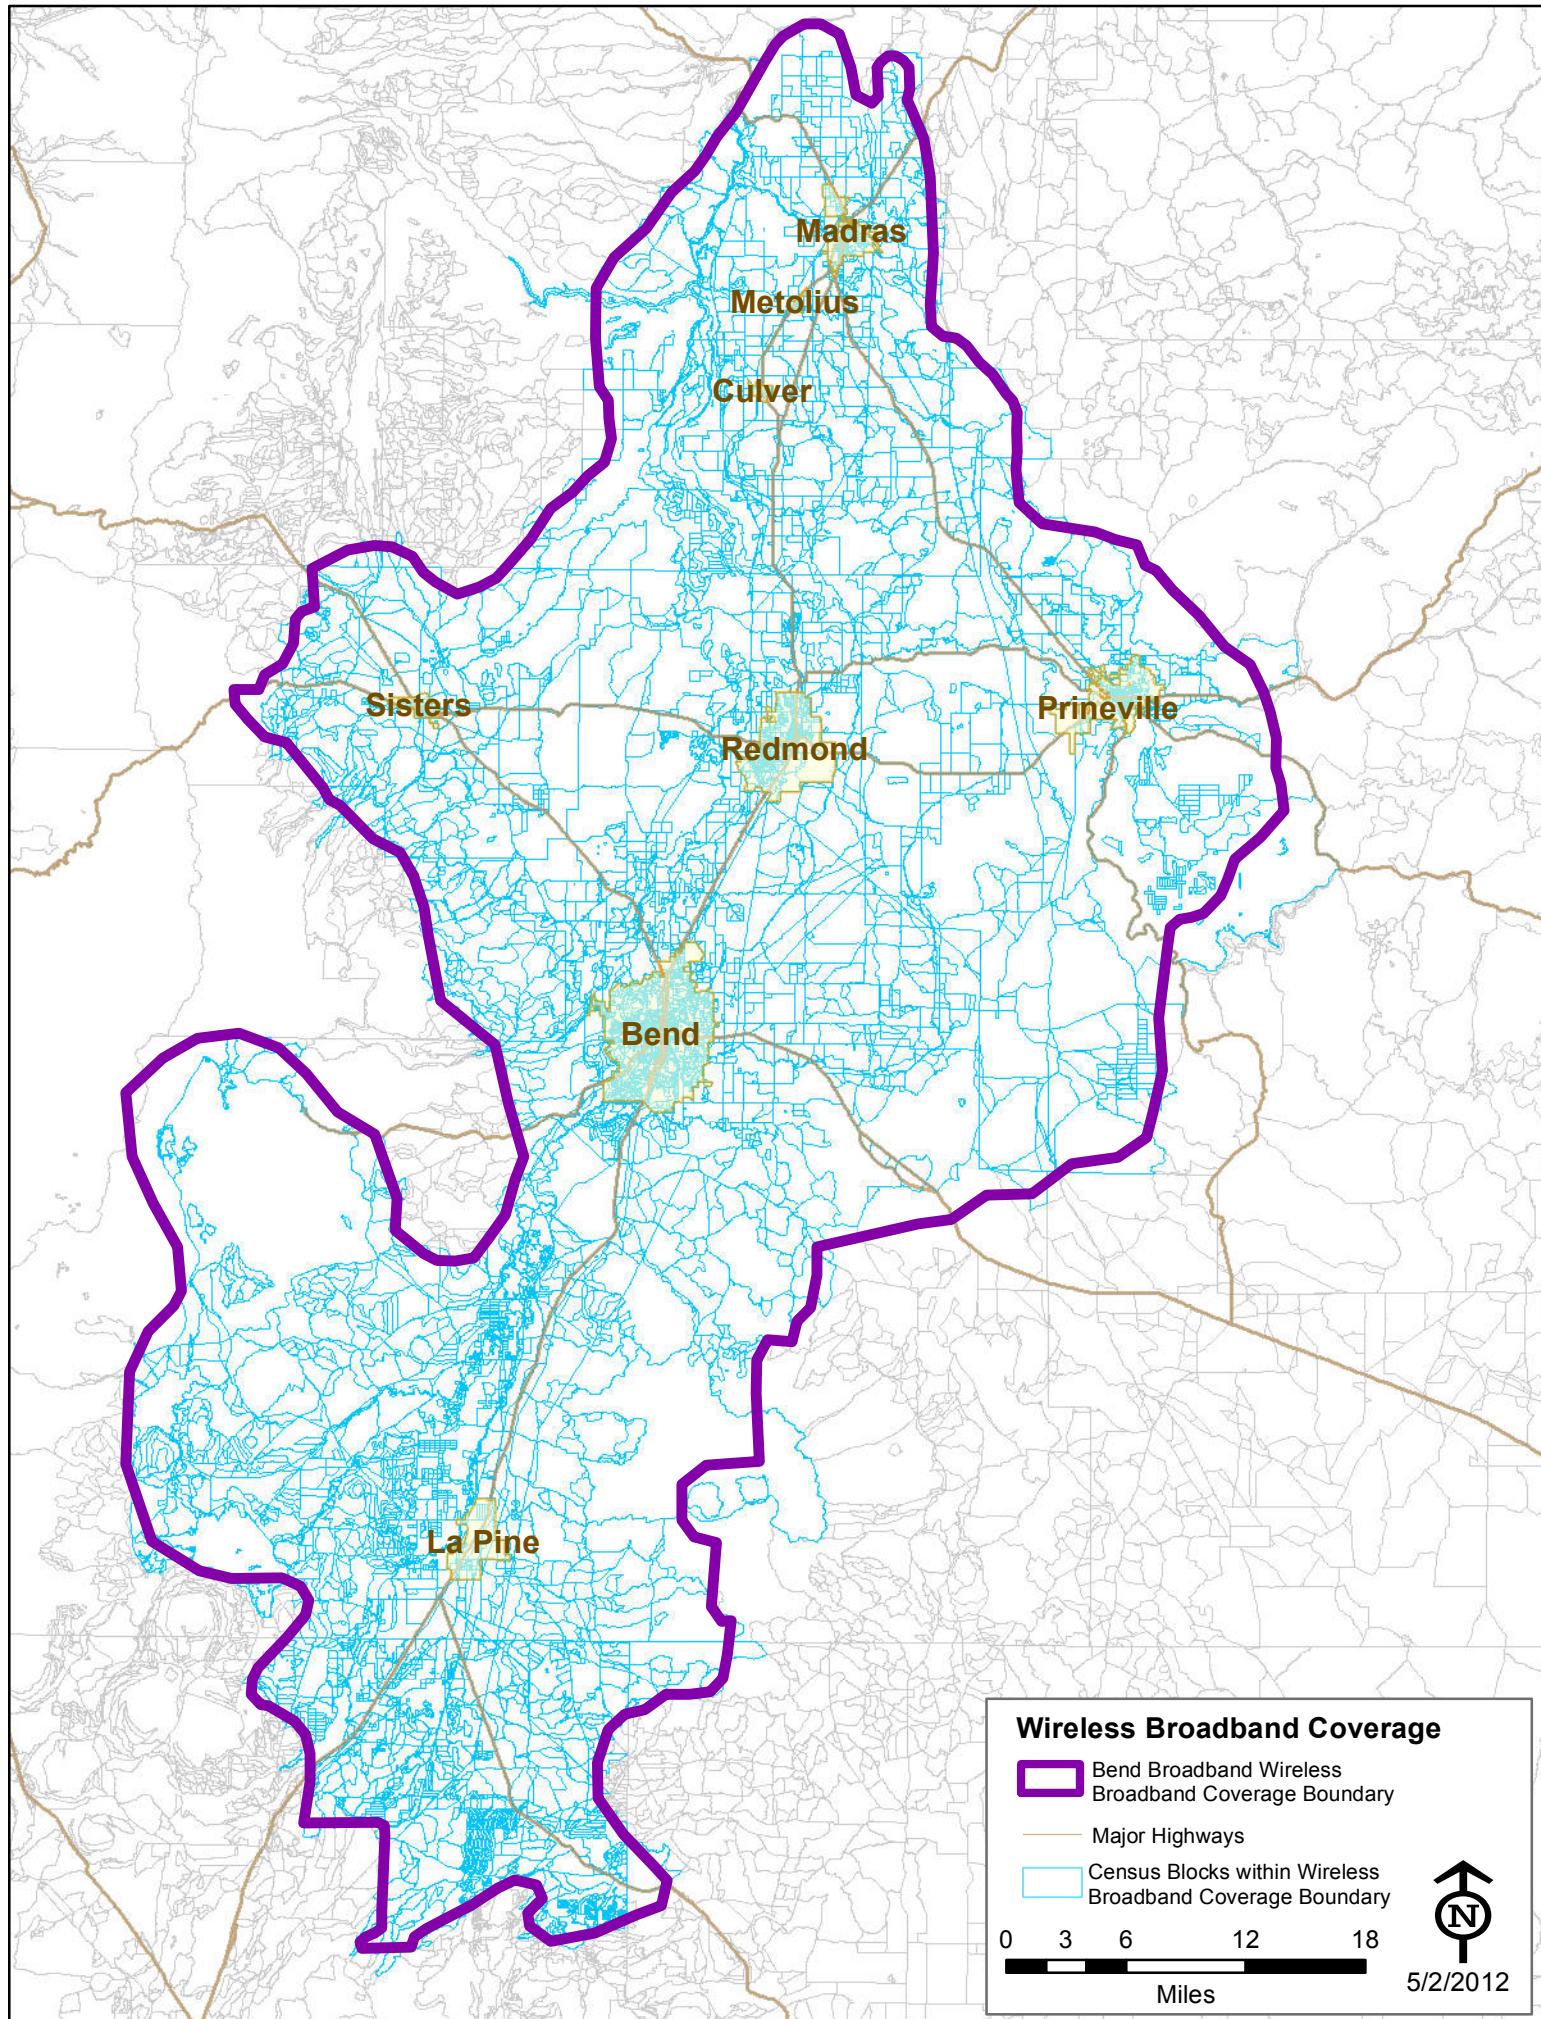 Madras
Metolius
Culver
Sisters
Prineville
Redmond
Bend
La Pine
Wireless Broadband Coverage
Bend Broadband Wireless
Broadband Coverage Boundary
Major Highways
Census Blocks within Wireless
Broadband Coverage Boundary
0 3 6 12 18
Miles
N
5/2/2012